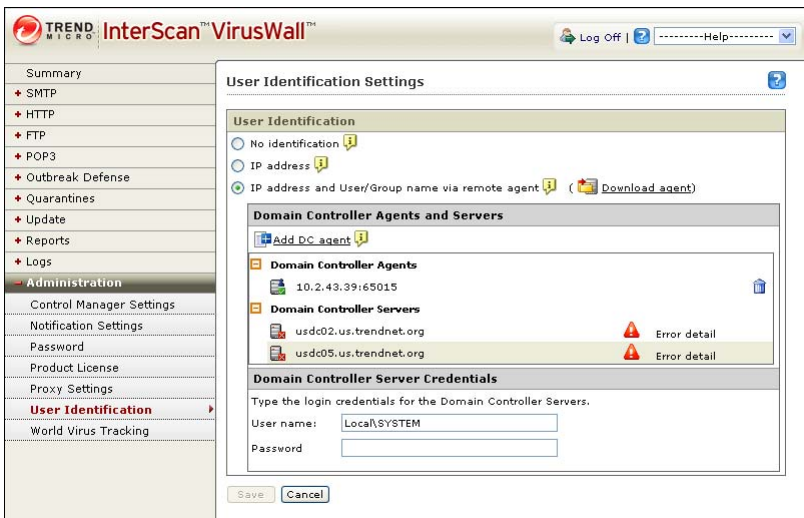 TREND MICRO InterScan™ VirusWall™
Log Off | ? ---------Help---------
Summary
+ SMTP
+ HTTP
+ FTP
+ POP3
+ Outbreak Defense
+ Quarantines
+ Update
+ Reports
+ Logs
- Administration
Control Manager Settings
Notification Settings
Password
Product License
Proxy Settings
User Identification
World Virus Tracking
User Identification Settings ?
User Identification
No identification i
IP address i
IP address and User/Group name via remote agent i ( Download agent)
Domain Controller Agents and Servers
Add DC agent i
Domain Controller Agents
10.2.43.39:65015
Domain Controller Servers
usdc02.us.trendnet.org ! Error detail
usdc05.us.trendnet.org ! Error detail
Domain Controller Server Credentials
Type the login credentials for the Domain Controller Servers.
User name: Local\SYSTEM
Password
Save Cancel